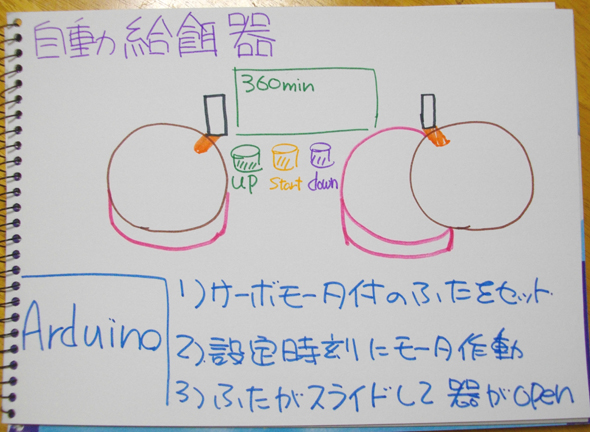 自動給餌器
360min
up start down
Arduino
1)サーボモータ付のふたをセット
2)設定時刻にモータ作動
3)ふたがスライドして器がopen